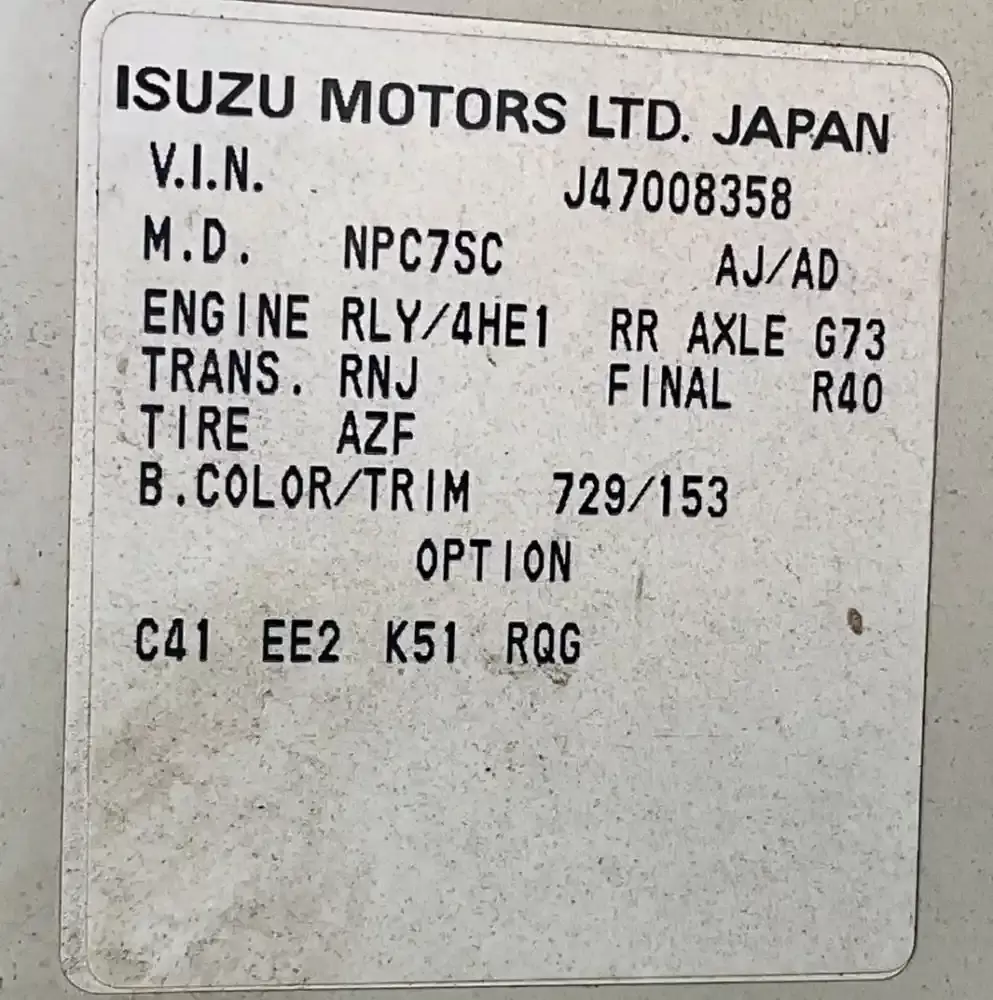 ISUZU MOTORS LTD. JAPAN
V.I.N. J47008358
M.D. NPC7SC AJ/AD
ENGINE RLY/4HE1 RR AXLE G73
TRANS. RNJ FINAL R40
TIRE AZF
B.COLOR/TRIM 729/153
OPTION
C41 EE2 K51 RQG